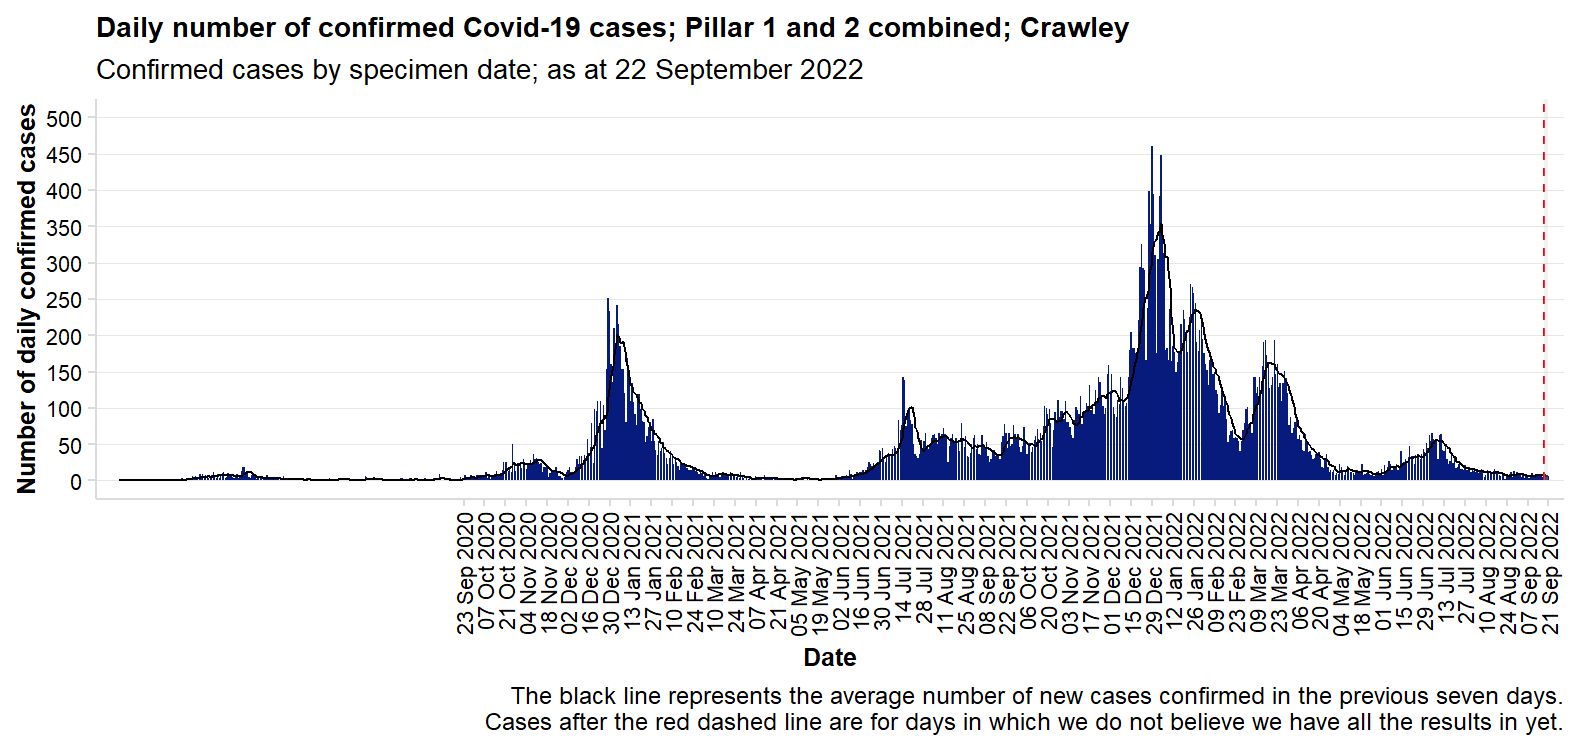 Daily number of confirmed Covid-19 cases; Pillar 1 and 2 combined; Crawley
Confirmed cases by specimen date; as at 22 September 2022
Number of daily confirmed cases
500
450
400
350
300
250
200
150
100
50
0
23 Sep 2020
07 Oct 2020
21 Oct 2020
04 Nov 2020
18 Nov 2020
02 Dec 2020
16 Dec 2020
30 Dec 2020
13 Jan 2021
27 Jan 2021
10 Feb 2021
24 Feb 2021
10 Mar 2021
24 Mar 2021
07 Apr 2021
21 Apr 2021
05 May 2021
19 May 2021
02 Jun 2021
16 Jun 2021
30 Jun 2021
14 Jul 2021
28 Jul 2021
11 Aug 2021
25 Aug 2021
08 Sep 2021
22 Sep 2021
06 Oct 2021
20 Oct 2021
03 Nov 2021
17 Nov 2021
01 Dec 2021
15 Dec 2021
29 Dec 2021
12 Jan 2022
26 Jan 2022
09 Feb 2022
23 Feb 2022
09 Mar 2022
23 Mar 2022
06 Apr 2022
20 Apr 2022
04 May 2022
18 May 2022
01 Jun 2022
15 Jun 2022
29 Jun 2022
13 Jul 2022
27 Jul 2022
10 Aug 2022
24 Aug 2022
07 Sep 2022
21 Sep 2022
Date
The black line represents the average number of new cases confirmed in the previous seven days.
Cases after the red dashed line are for days in which we do not believe we have all the results in yet.